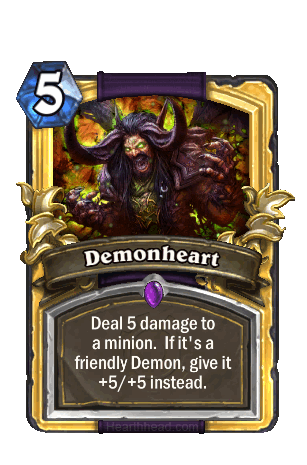 5
Demonheart
Deal 5 damage to
a minion. If it's a
friendly Demon, give it
+5/+5 instead.
Hearthhead.com